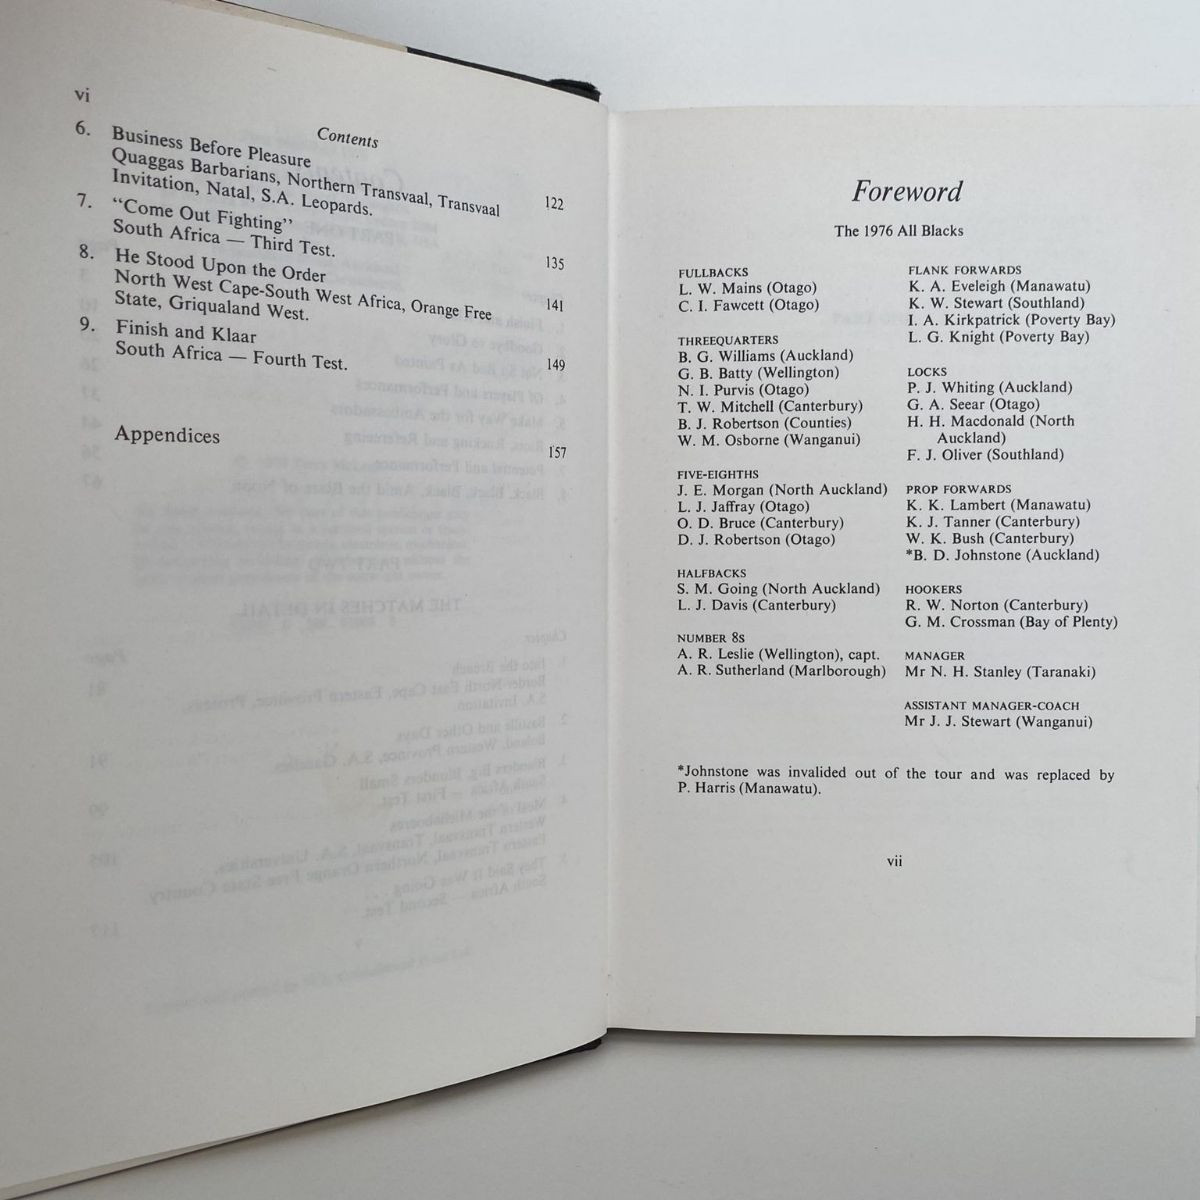 vi
Contents
6. Business Before Pleasure
Quaggas Barbarians, Northern Transvaal, Transvaal
Invitation, Natal, S.A. Leopards. 122
7. "Come Out Fighting"
South Africa — Third Test. 135
8. He Stood Upon the Order
North West Cape-South West Africa, Orange Free 141
State, Griqualand West.
9. Finish and Klaar
South Africa — Fourth Test. 149
Appendices 157
Foreword
The 1976 All Blacks
FULLBACKS
L. W. Mains (Otago)
C. I. Fawcett (Otago)
THREEQUARTERS
B. G. Williams (Auckland)
G. B. Batty (Wellington)
N. I. Purvis (Otago)
T. W. Mitchell (Canterbury)
B. J. Robertson (Counties)
W. M. Osborne (Wanganui)
FIVE-EIGHTHS
J. E. Morgan (North Auckland)
L. J. Jaffray (Otago)
O. D. Bruce (Canterbury)
D. J. Robertson (Otago)
HALFBACKS
S. M. Going (North Auckland)
L. J. Davis (Canterbury)
NUMBER 8s
A. R. Leslie (Wellington), capt.
A. R. Sutherland (Marlborough)
FLANK FORWARDS
K. A. Eveleigh (Manawatu)
K. W. Stewart (Southland)
I. A. Kirkpatrick (Poverty Bay)
L. G. Knight (Poverty Bay)
LOCKS
P. J. Whiting (Auckland)
G. A. Seear (Otago)
H. H. Macdonald (North
Auckland)
F. J. Oliver (Southland)
PROP FORWARDS
K. K. Lambert (Manawatu)
K. J. Tanner (Canterbury)
W. K. Bush (Canterbury)
*B. D. Johnstone (Auckland)
HOOKERS
R. W. Norton (Canterbury)
G. M. Crossman (Bay of Plenty)
MANAGER
Mr N. H. Stanley (Taranaki)
ASSISTANT MANAGER-COACH
Mr J. J. Stewart (Wanganui)
*Johnstone was invalided out of the tour and was replaced by
P. Harris (Manawatu).
vii